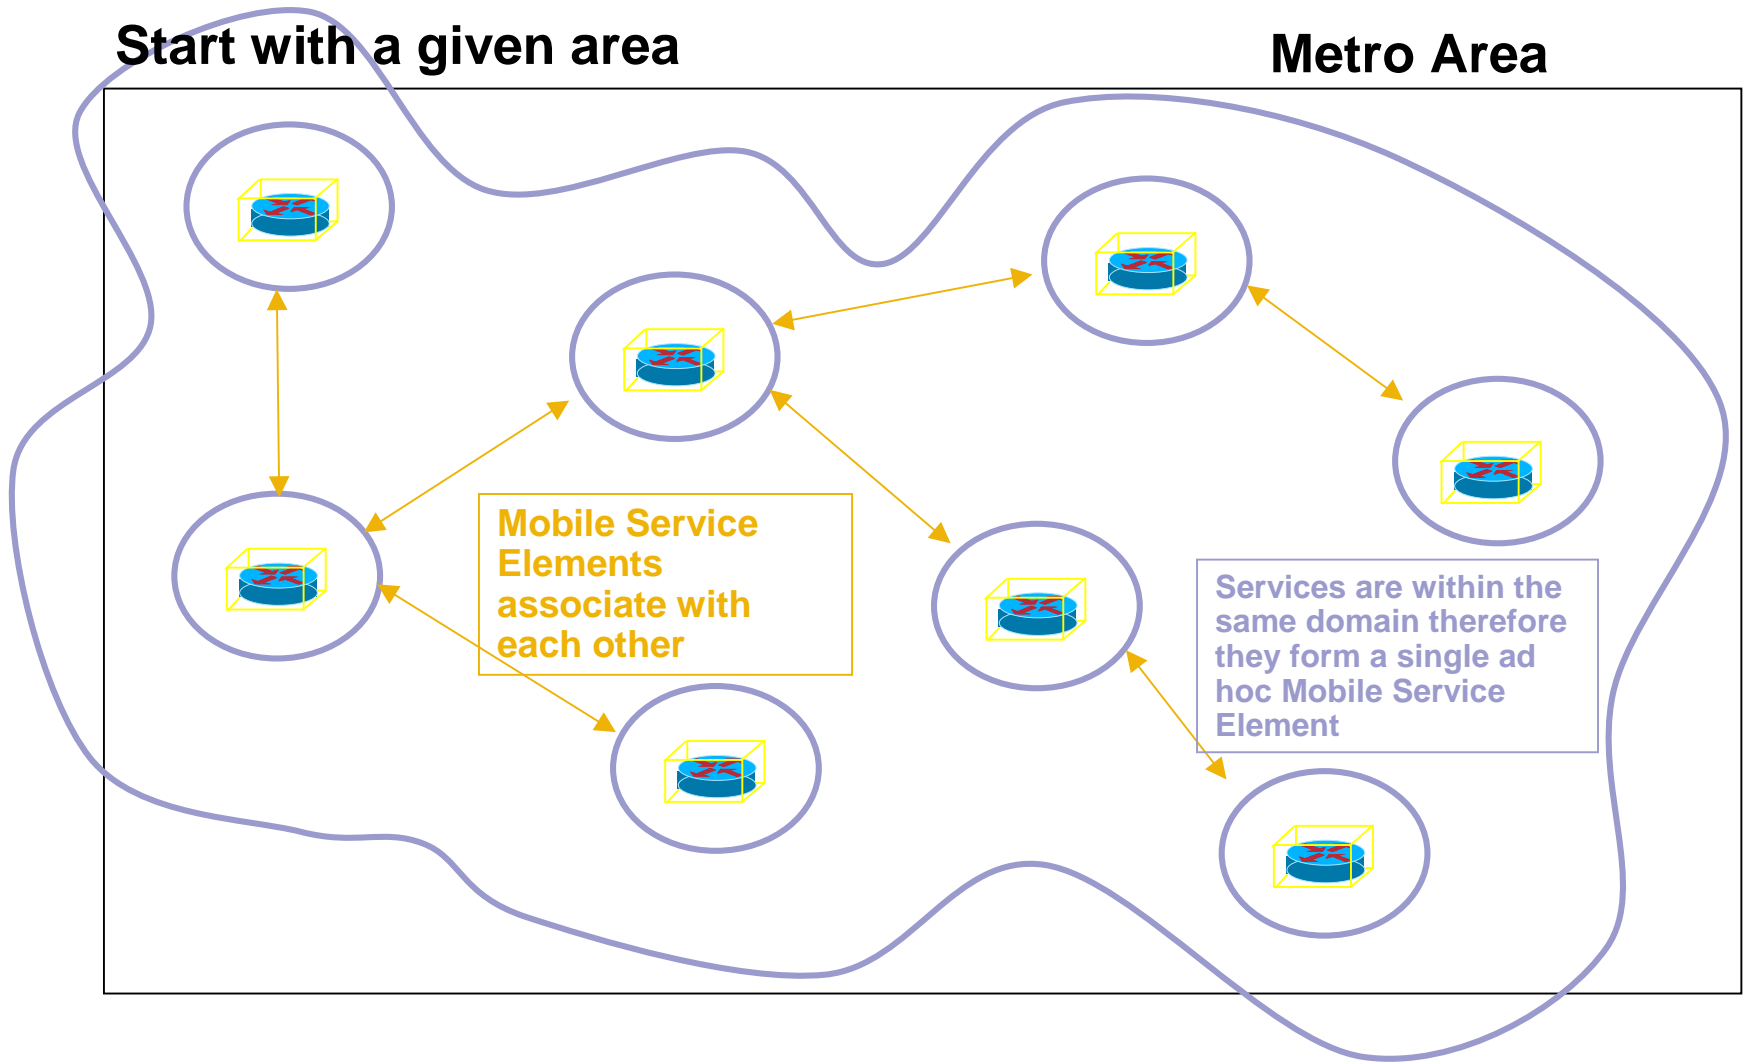 Start with a given area
Metro Area
Mobile Service
Elements
associate with
each other
Services are within the
same domain therefore
they form a single ad
hoc Mobile Service
Element